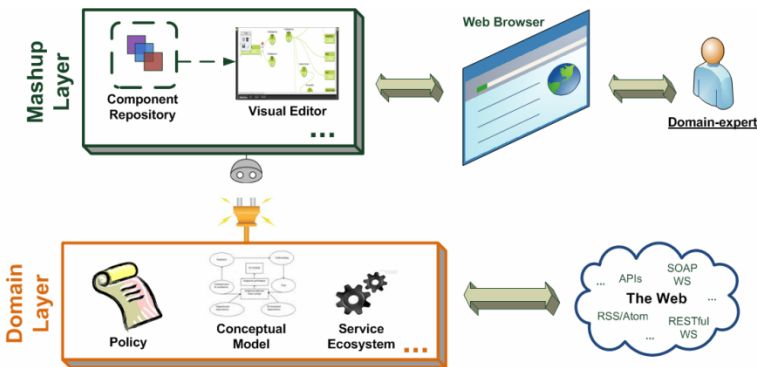 Mashup
Layer
Component
Repository
Visual Editor
...
Web Browser
Domain-expert
Domain
Layer
Policy
Conceptual
Model
Service
Ecosystem
...
... APIs
SOAP
WS
The Web
...
RSS/Atom
RESTful
WS
...